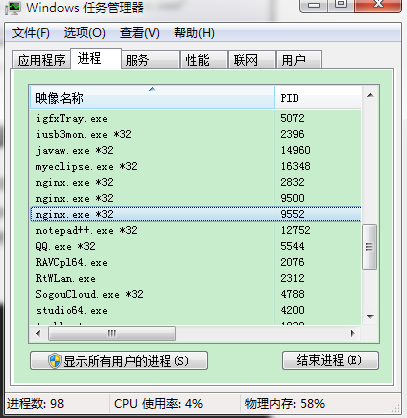 Windows 任务管理器
文件(F) 选项(O) 查看(V) 帮助(H)
应用程序 进程 服务 性能 联网 用户
映像名称 PID
igfxTray.exe 5072
iusb3mon.exe *32 2396
javaw.exe *32 14960
myeclipse.exe *32 16348
nginx.exe *32 2832
nginx.exe *32 9500
nginx.exe *32 9552
notepad++.exe *32 12752
QQ.exe *32 5544
RAVCpl64.exe 2076
RtWLan.exe 2312
SogouCloud.exe *32 4788
studio64.exe 4200
显示所有用户的进程(S) 结束进程(E)
进程数: 98 CPU 使用率: 4% 物理内存: 58%